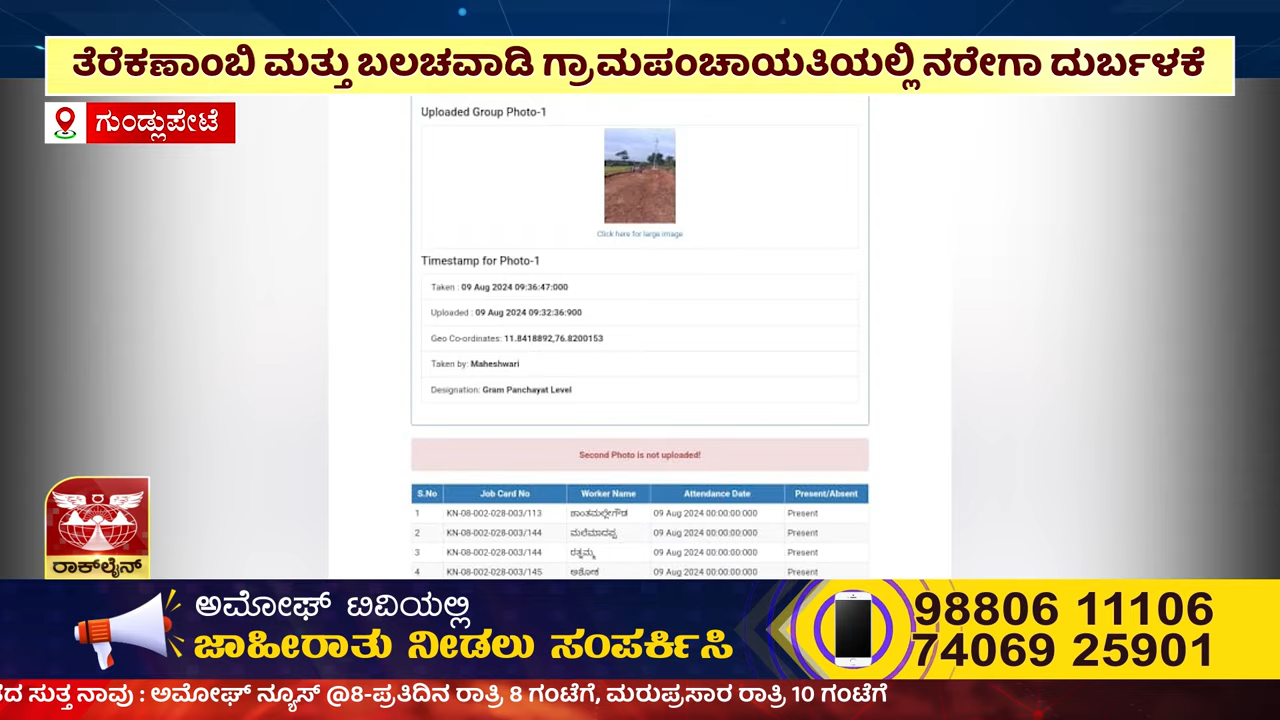 ತೆರೆಕಣಾಂಬಿ ಮತ್ತು ಬಲಚವಾಡಿ ಗ್ರಾಮಪಂಚಾಯತಿಯಲ್ಲಿ ನರೇಗಾ ದುರ್ಬಳಕೆ
ಗುಂಡ್ಲುಪೇಟೆ
Uploaded Group Photo-1
Click here for large image
Timestamp for Photo-1
Taken : 09 Aug 2024 09:36:47:000
Uploaded : 09 Aug 2024 09:32:36:900
Geo Co-ordinates: 11.8418892,76.8200153
Taken by: Maheshwari
Designation: Gram Panchayat Level
Second Photo is not uploaded!
S.No Job Card No Worker Name Attendance Date Present/Absent
1 KN-08-002-028-003/113 ಶಾಂತಮಲ್ಲೇಗೌಡ 09 Aug 2024 00:00:00:000 Present
2 KN-08-002-028-003/144 ಮಲೆಮಾದಪ್ಪ 09 Aug 2024 00:00:00:000 Present
3 KN-08-002-028-003/144 ರತ್ನಮ್ಮ 09 Aug 2024 00:00:00:000 Present
4 KN-08-002-028-003/145 ಅಶೋಕ 09 Aug 2024 00:00:00:000 Present
ರಾಕ್‌ಲೈನ್
ಅಮೋಘ್ ಟಿವಿಯಲ್ಲಿ
ಜಾಹೀರಾತು ನೀಡಲು ಸಂಪರ್ಕಿಸಿ
98806 11106
74069 25901
ದ ಸುತ್ತ ನಾವು : ಅಮೋಘ್ ನ್ಯೂಸ್ @8-ಪ್ರತಿದಿನ ರಾತ್ರಿ 8 ಗಂಟೆಗೆ, ಮರುಪ್ರಸಾರ ರಾತ್ರಿ 10 ಗಂಟೆಗೆ